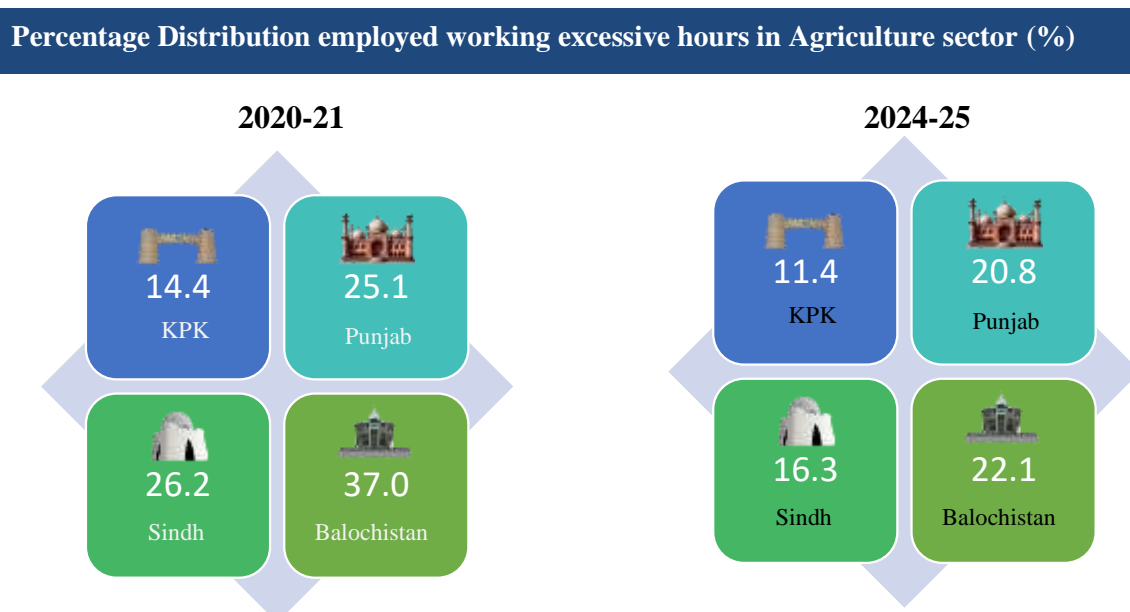 Percentage Distribution employed working excessive hours in Agriculture sector (%)
2020-21
14.4
KPK
25.1
Punjab
26.2
Sindh
37.0
Balochistan
2024-25
11.4
KPK
20.8
Punjab
16.3
Sindh
22.1
Balochistan